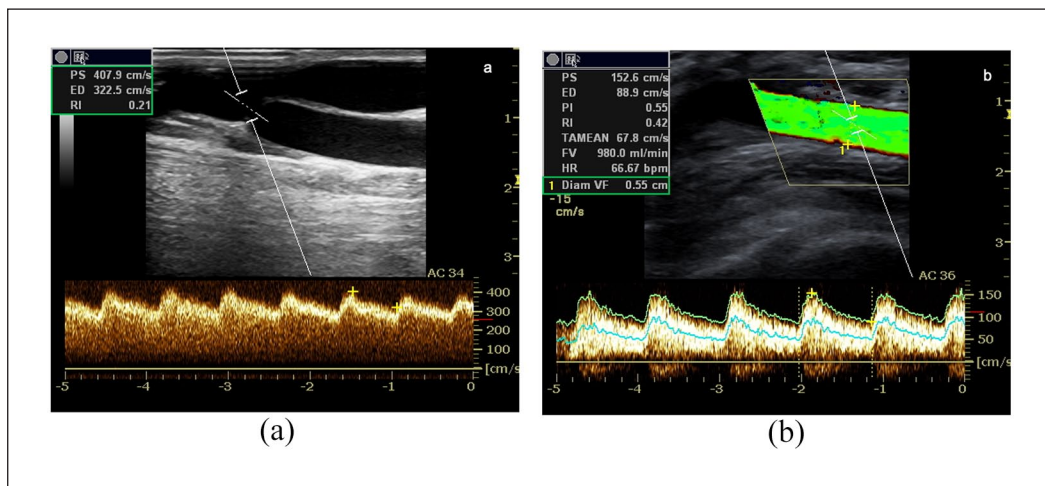 a
PS 407.9 cm/s
ED 322.5 cm/s
RI 0.21
1
2
3
AC 34
400
300
200
100
[cm/s
-5 -4 -3 -2 -1 0
(a)
b
PS 152.6 cm/s
ED 88.9 cm/s
PI 0.55
RI 0.42
TAMEAN 67.8 cm/s
FV 980.0 ml/min
HR 66.67 bpm
1 Diam VF 0.55 cm
-15
cm/s
1
1
2
3
AC 36
150
100
50
[cm/s
-5 -4 -3 -2 -1 0
(b)